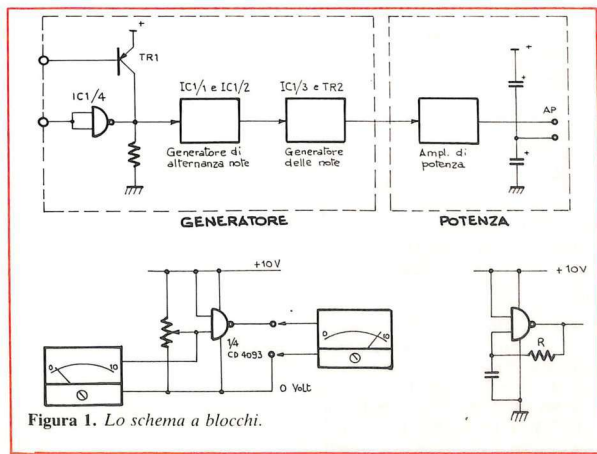 +
TR1
IC1/4
IC1/1 e IC1/2
Generatore di
alternanza note
IC1/3 e TR2
Generatore
delle note
Ampl. di
potenza
+
+
AP
+
GENERATORE
POTENZA
+10V
0
10
1/4
CD 4093
0
10
0 Volt
+10V
R
Figura 1. Lo schema a blocchi.